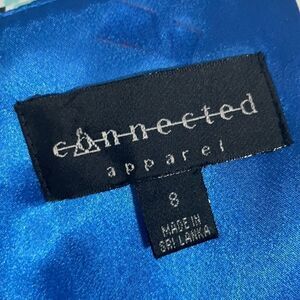 connected
apparel
8
MADE IN
SRI LANKA